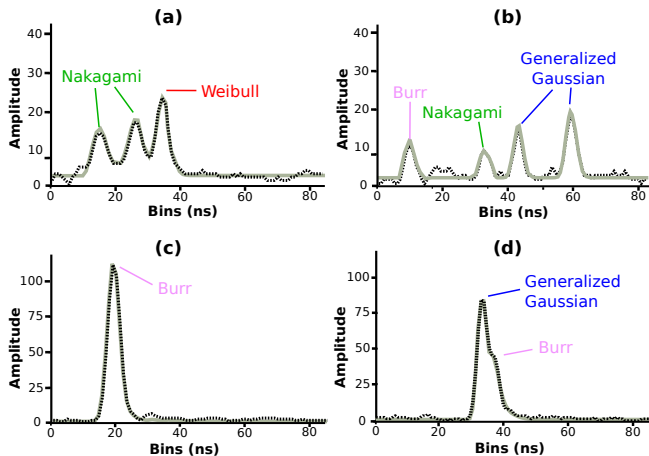 (a)
40
30
20
10
0
Amplitude
Nakagami
Weibull
0 20 40 60 80
Bins (ns)
(b)
40
30
20
10
0
Amplitude
Burr
Nakagami
Generalized
Gaussian
0 20 40 60 80
Bins (ns)
(c)
100
75
50
25
0
Amplitude
Burr
0 20 40 60 80
Bins (ns)
(d)
100
75
50
25
0
Amplitude
Generalized
Gaussian
Burr
0 20 40 60 80
Bins (ns)